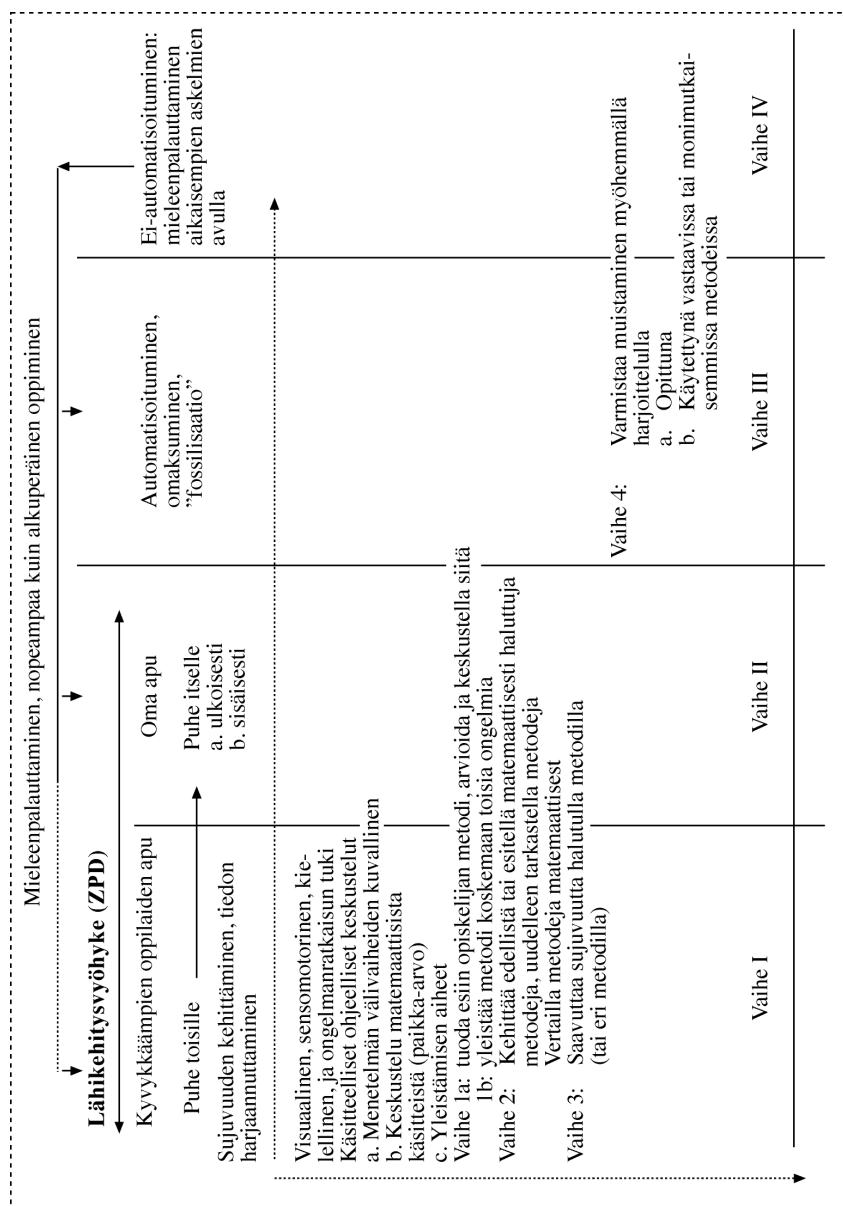 Mieleenpalauttaminen, nopeampaa kuin alkuperäinen oppiminen
Lähikehitysvyöhyke (ZPD)
Kyvykkäämpien oppilaiden apu
Puhe toisille
Sujuvuuden kehittäminen, tiedon
harjaannuttaminen
Oma apu
Puhe itselle
a. ulkoisesti
b. sisäisesti
Automatisoituminen,
omaksuminen,
”fossilisaatio”
Ei-automatisoituminen:
mieleenpalauttaminen
aikaisempien askelmien
avulla
Visuaalinen, sensomotorinen, kie-
lellinen, ja ongelmanratkaisun tuki
Käsitteelliset ohjeelliset keskustelut
a. Menetelmän välivaiheiden kuvallinen
b. Keskustelu matemaattisista
käsitteistä (paikka-arvo)
c. Yleistämisen aiheet
Vaihe 1a: tuoda esiin opiskelijan metodi, arvioida ja keskustella siitä
1b: yleistää metodi koskemaan toisia ongelmia
Vaihe 2: Kehittää edellistä tai esitellä matemaattisesti haluttuja
metodeja, uudelleen tarkastella metodeja
Vertailla metodeja matemaattisest
Vaihe 3: Saavuttaa sujuvuutta halutulla metodilla
(tai eri metodilla)
Vaihe 4: Varmistaa muistaminen myöhemmällä
harjoittelulla
a. Opittuna
b. Käytettynä vastaavissa tai monimutkai-
semmissa metodeissa
Vaihe I
Vaihe II
Vaihe III
Vaihe IV